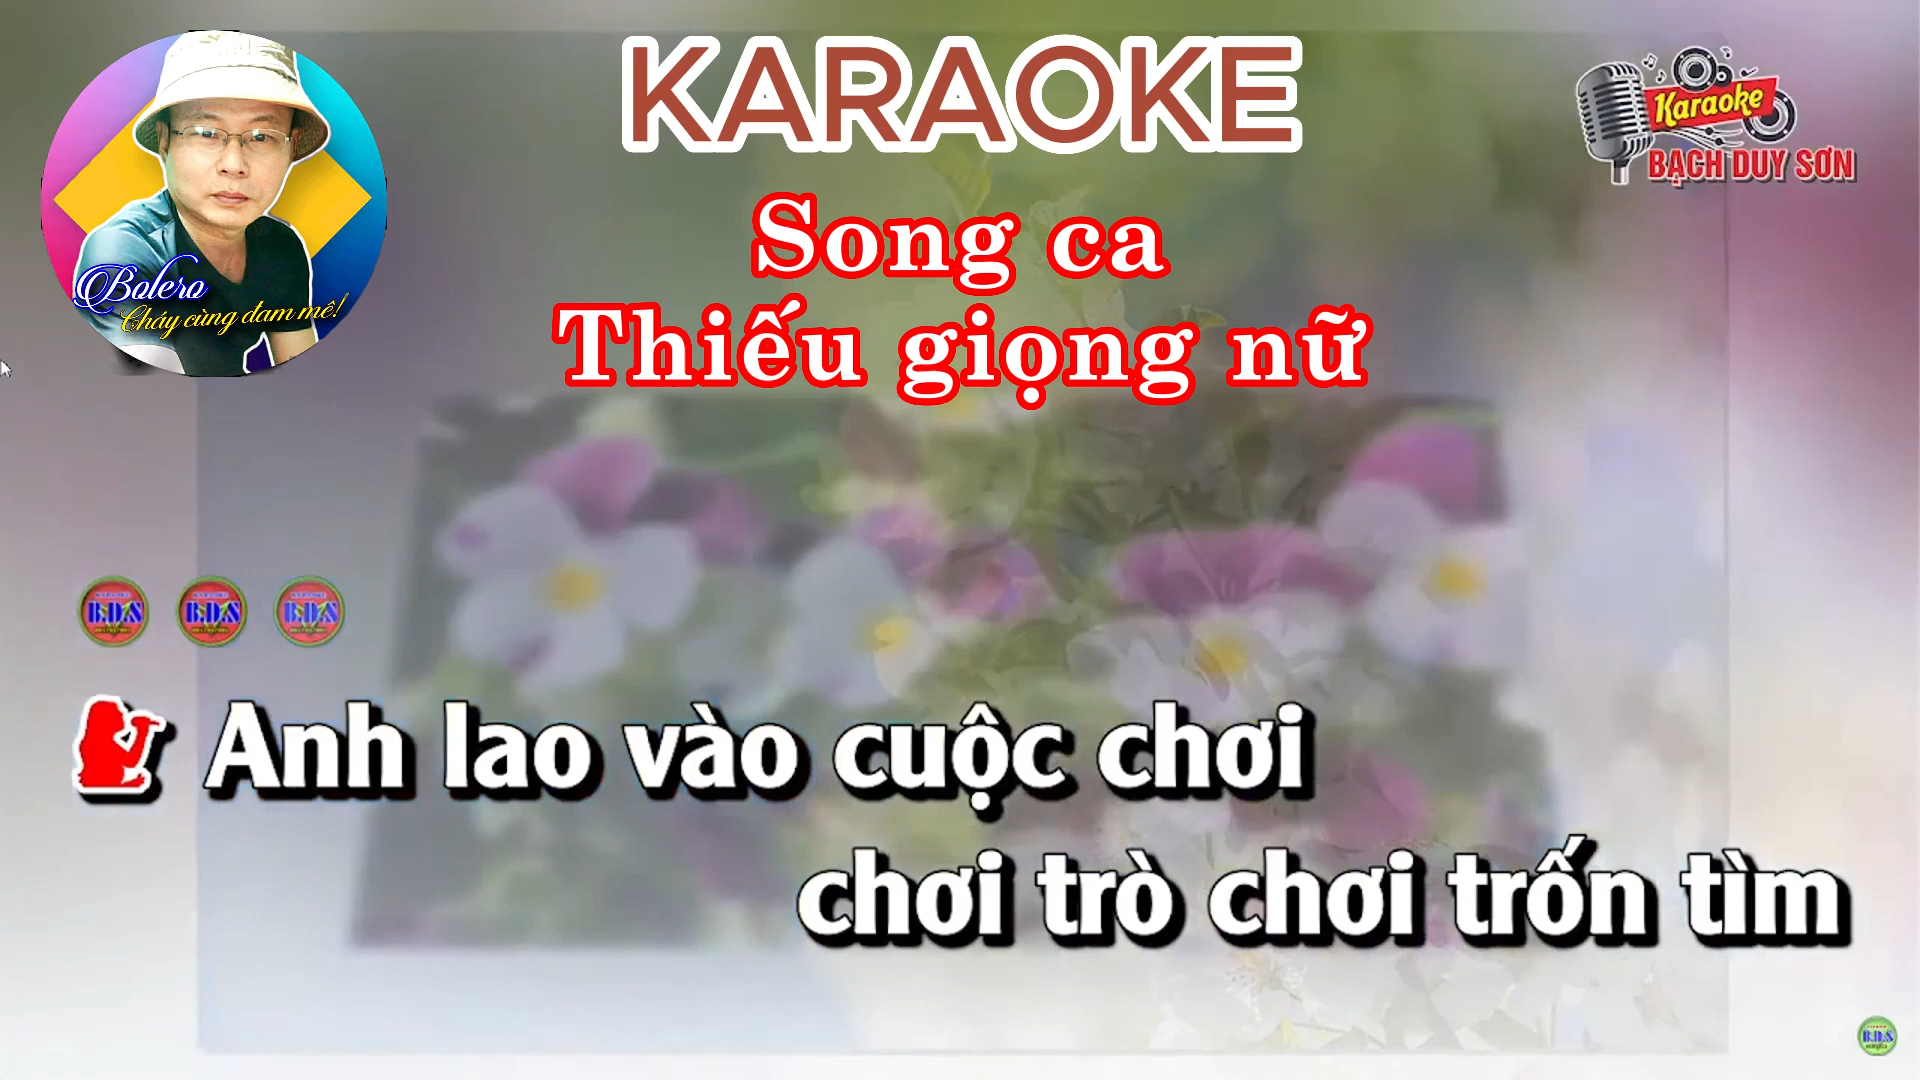 KARAOKE
Karaoke
BẠCH DUY SƠN
Song ca
Thiếu giọng nữ
Bolero
Cháy cùng đam mê!
B.D.S B.D.S B.D.S
Anh lao vào cuộc chơi
chơi trò chơi trốn tìm
B.D.S